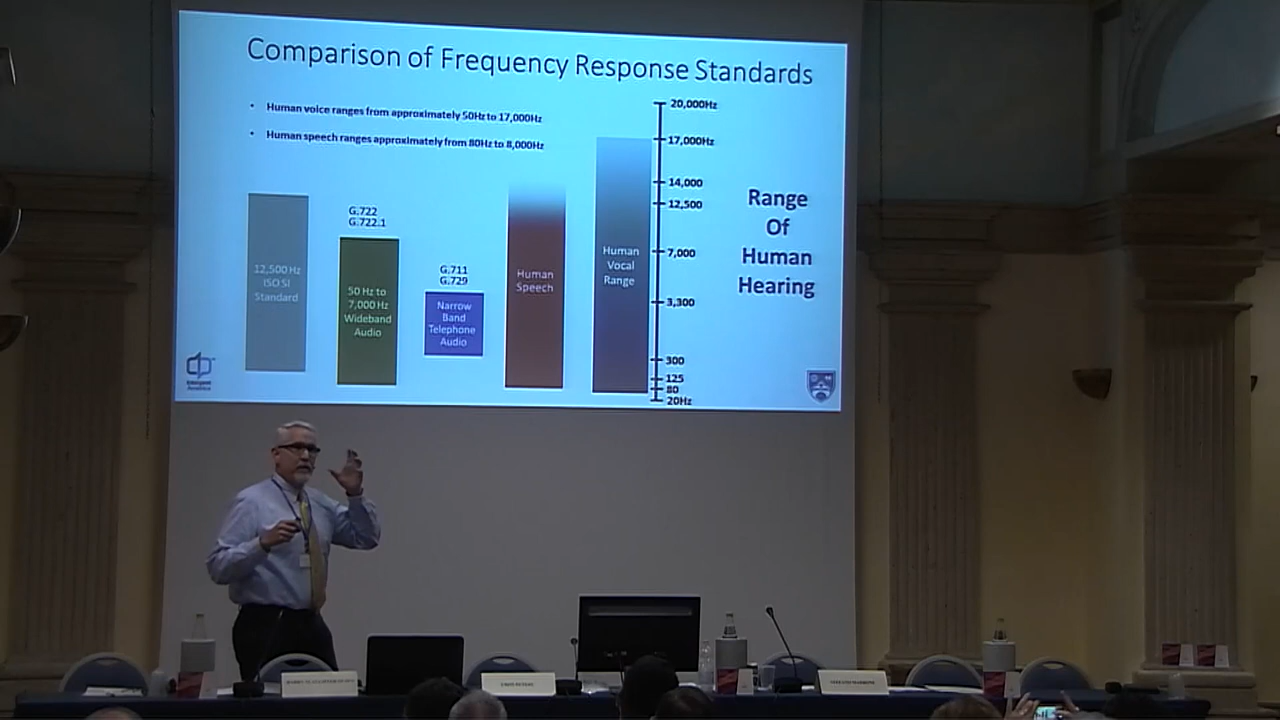 Comparison of Frequency Response Standards
• Human voice ranges from approximately 50Hz to 17,000Hz
• Human speech ranges approximately from 80Hz to 8,000Hz
12,500 Hz
ISO SI
Standard
G.722
G.722.1
50 Hz to
7,000 Hz
Wideband
Audio
G.711
G.729
Narrow
Band
Telephone
Audio
Human
Speech
Human
Vocal
Range
20,000Hz
17,000Hz
14,000
12,500
7,000
3,300
300
125
80
20Hz
Range
Of
Human
Hearing